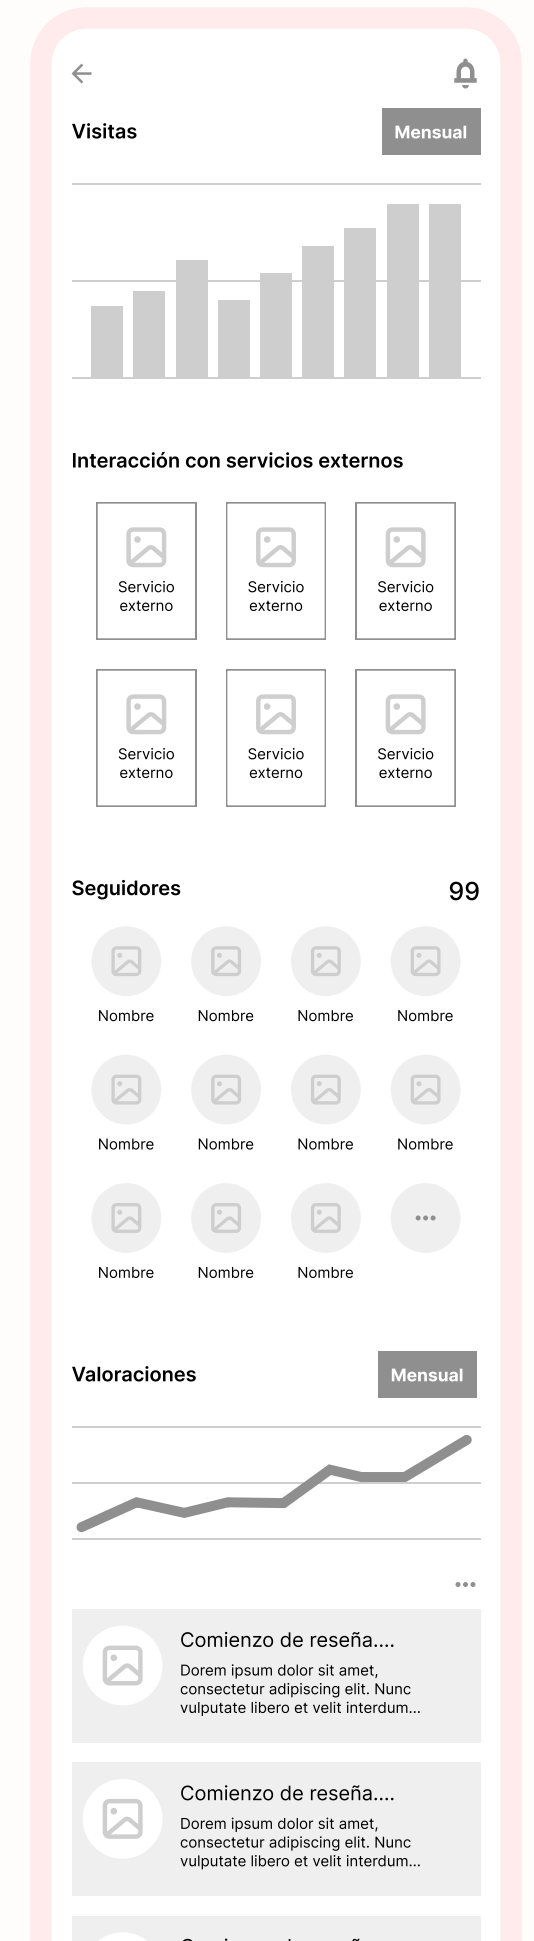 Visitas
Mensual
Interacción con servicios externos
Servicio
externo
Servicio
externo
Servicio
externo
Servicio
externo
Servicio
externo
Servicio
externo
Seguidores
99
Nombre
Nombre
Nombre
Nombre
Nombre
Nombre
Nombre
Nombre
Nombre
Nombre
Nombre
Valoraciones
Mensual
Comienzo de reseña....
Dorem ipsum dolor sit amet,
consectetur adipiscing elit. Nunc
vulputate libero et velit interdum...
Comienzo de reseña....
Dorem ipsum dolor sit amet,
consectetur adipiscing elit. Nunc
vulputate libero et velit interdum...